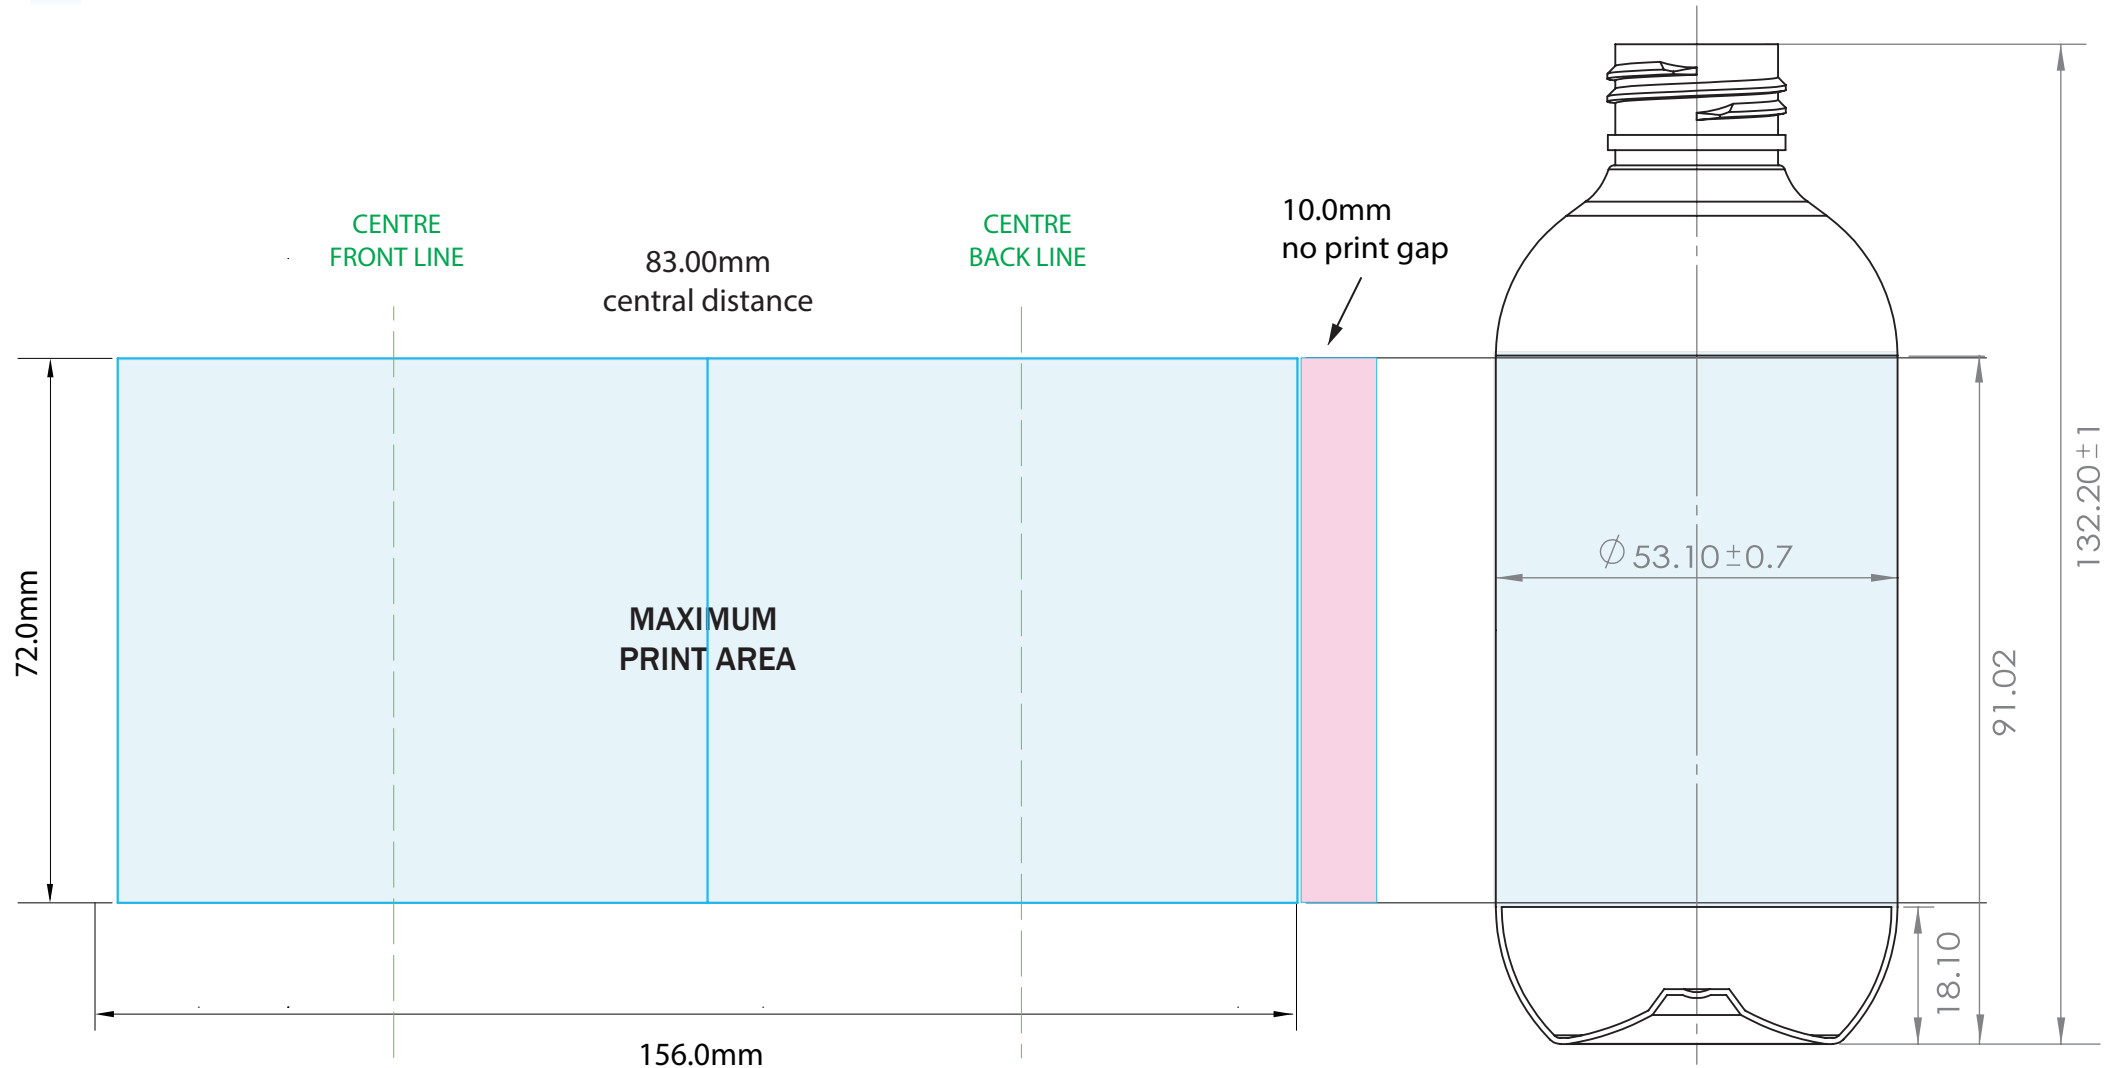 CENTRE
FRONT LINE
83.00mm
central distance
CENTRE
BACK LINE
10.0mm
no print gap
72.0mm
MAXIMUM
PRINT AREA
156.0mm
Ø 53.10±0.7
132.20±1
91.02
18.10